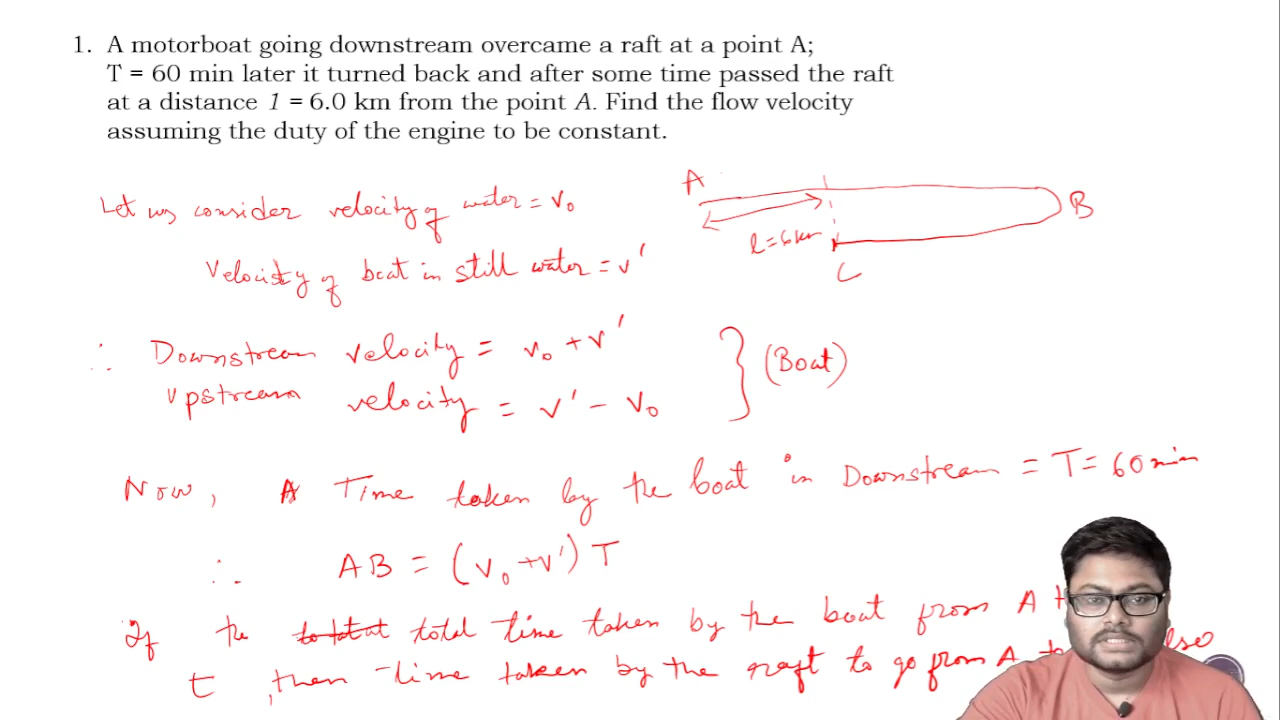 1. A motorboat going downstream overcame a raft at a point A;
T = 60 min later it turned back and after some time passed the raft
at a distance l = 6.0 km from the point A. Find the flow velocity
assuming the duty of the engine to be constant.
Let us consider velocity of water = v₀
A
B
l = 6 km
C
Velocity of boat in still water = v'
∴ Downstream velocity = v₀ + v'
Upstream velocity = v' - v₀
} (Boat)
Now, A Time taken by the boat in Downstream = T = 60 min
∴ AB = (v₀ + v') T
If the total time taken by the boat from A
t, then time taken by the raft to go from A to